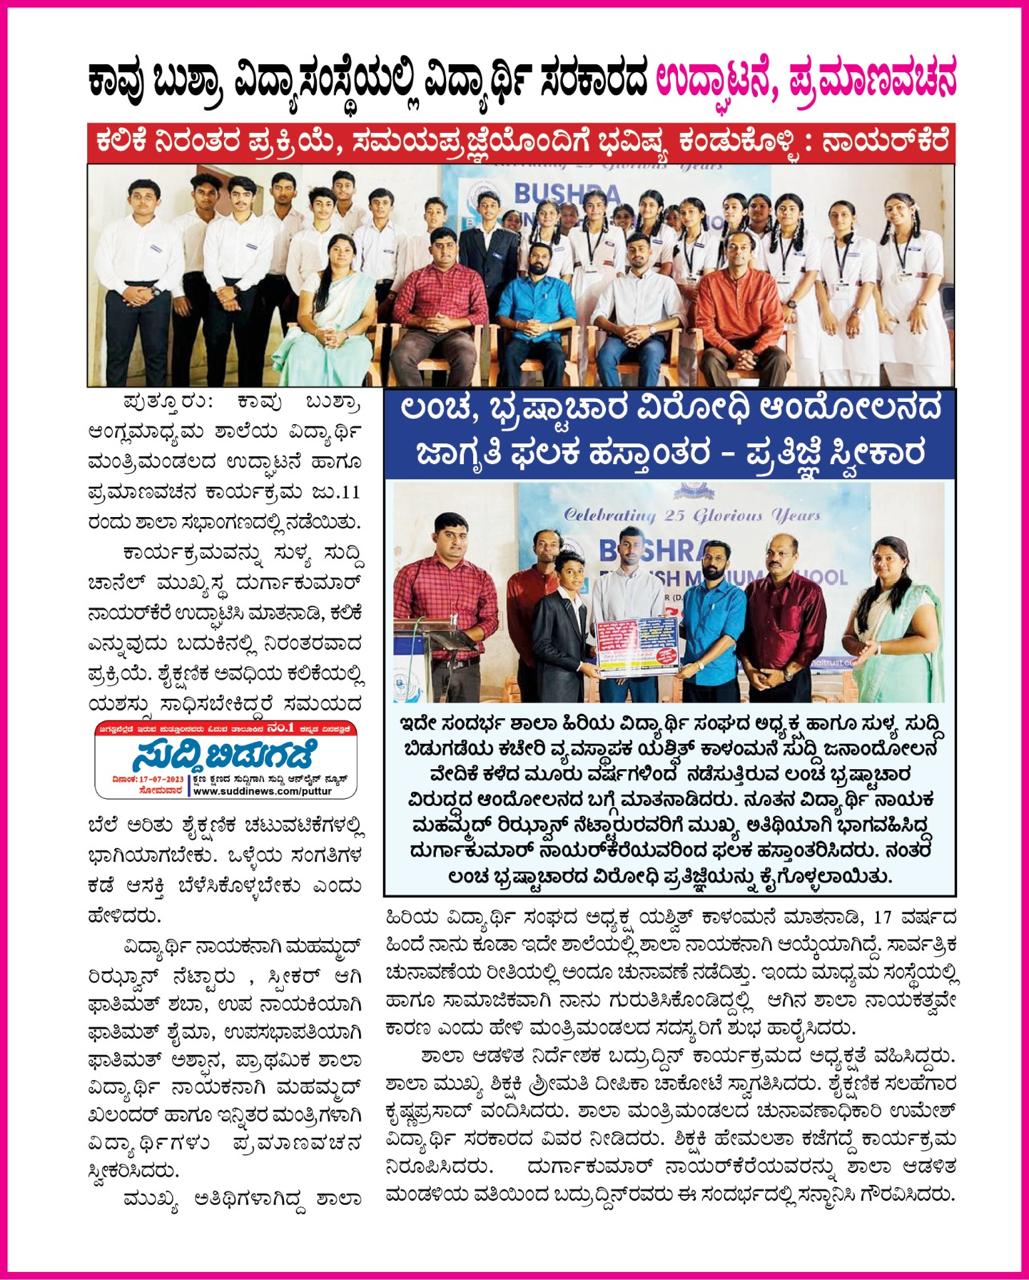 ಕಾವು ಬುಶ್ರಾ ವಿದ್ಯಾಸಂಸ್ಥೆಯಲ್ಲಿ ವಿದ್ಯಾರ್ಥಿ ಸರಕಾರದ ಉದ್ಘಾಟನೆ, ಪ್ರಮಾಣವಚನ
ಕಲಿಕೆ ನಿರಂತರ ಪ್ರಕ್ರಿಯೆ, ಸಮಯಪ್ರಜ್ಞೆಯೊಂದಿಗೆ ಭವಿಷ್ಯ ಕಂಡುಕೊಳ್ಳಿ : ನಾಯರ್‌ಕೆರೆ
25 Glorious Years
BUSHRA
ಪುತ್ತೂರು: ಕಾವು ಬುಶ್ರಾ
ಆಂಗ್ಲಮಾಧ್ಯಮ ಶಾಲೆಯ ವಿದ್ಯಾರ್ಥಿ
ಮಂತ್ರಿಮಂಡಲದ ಉದ್ಘಾಟನೆ ಹಾಗೂ
ಪ್ರಮಾಣವಚನ ಕಾರ್ಯಕ್ರಮ ಜು.11
ರಂದು ಶಾಲಾ ಸಭಾಂಗಣದಲ್ಲಿ ನಡೆಯಿತು.
ಕಾರ್ಯಕ್ರಮವನ್ನು ಸುಳ್ಯ ಸುದ್ದಿ
ಚಾನೆಲ್ ಮುಖ್ಯಸ್ಥ ದುರ್ಗಾಕುಮಾರ್
ನಾಯರ್‌ಕೆರೆ ಉದ್ಘಾಟಿಸಿ ಮಾತನಾಡಿ, ಕಲಿಕೆ
ಎನ್ನುವುದು ಬದುಕಿನಲ್ಲಿ ನಿರಂತರವಾದ
ಪ್ರಕ್ರಿಯೆ. ಶೈಕ್ಷಣಿಕ ಅವಧಿಯ ಕಲಿಕೆಯಲ್ಲಿ
ಯಶಸ್ಸು ಸಾಧಿಸಬೇಕಿದ್ದರೆ ಸಮಯದ
ನಂ.1 ಕನ್ನಡ ದಿನಪತ್ರಿಕೆ
ಸುದ್ದಿಬಿಡುಗಡೆ
ದಿನಾಂಕ:17-07-2023 ಕ್ಷಣ ಕ್ಷಣದ ಸುದ್ದಿಗಾಗಿ ಸುದ್ದಿ ಆನ್‌ಲೈನ್ ನ್ಯೂಸ್
ಸೋಮವಾರ www.suddinews.com/puttur
ಬೆಲೆ ಅರಿತು ಶೈಕ್ಷಣಿಕ ಚಟುವಟಿಕೆಗಳಲ್ಲಿ
ಭಾಗಿಯಾಗಬೇಕು. ಒಳ್ಳೆಯ ಸಂಗತಿಗಳ
ಕಡೆ ಆಸಕ್ತಿ ಬೆಳೆಸಿಕೊಳ್ಳಬೇಕು ಎಂದು
ಹೇಳಿದರು.
ವಿದ್ಯಾರ್ಥಿ ನಾಯಕನಾಗಿ ಮಹಮ್ಮದ್
ರಿಝ್ವಾನ್ ನೆಟ್ಟಾರು , ಸ್ಪೀಕರ್ ಆಗಿ
ಫಾತಿಮತ್ ಶಬಾ, ಉಪ ನಾಯಕಿಯಾಗಿ
ಫಾತಿಮತ್ ಶೈಮಾ, ಉಪಸಭಾಪತಿಯಾಗಿ
ಫಾತಿಮತ್ ಅಶ್ಫಾನ, ಪ್ರಾಥಮಿಕ ಶಾಲಾ
ವಿದ್ಯಾರ್ಥಿ ನಾಯಕನಾಗಿ ಮಹಮ್ಮದ್
ಖಲಂದರ್ ಹಾಗೂ ಇನ್ನಿತರ ಮಂತ್ರಿಗಳಾಗಿ
ವಿದ್ಯಾರ್ಥಿಗಳು ಪ್ರಮಾಣವಚನ
ಸ್ವೀಕರಿಸಿದರು.
ಮುಖ್ಯ ಅತಿಥಿಗಳಾಗಿದ್ದ ಶಾಲಾ
ಲಂಚ, ಭ್ರಷ್ಟಾಚಾರ ವಿರೋಧಿ ಆಂದೋಲನದ
ಜಾಗೃತಿ ಫಲಕ ಹಸ್ತಾಂತರ - ಪ್ರತಿಜ್ಞೆ ಸ್ವೀಕಾರ
Celebrating 25 Glorious Years
BUSHRA
ಇದೇ ಸಂದರ್ಭ ಶಾಲಾ ಹಿರಿಯ ವಿದ್ಯಾರ್ಥಿ ಸಂಘದ ಅಧ್ಯಕ್ಷ ಹಾಗೂ ಸುಳ್ಯ ಸುದ್ದಿ
ಬಿಡುಗಡೆಯ ಕಚೇರಿ ವ್ಯವಸ್ಥಾಪಕ ಯಶ್ವಿತ್ ಕಾಳಂಮನೆ ಸುದ್ದಿ ಜನಾಂದೋಲನ
ವೇದಿಕೆ ಕಳೆದ ಮೂರು ವರ್ಷಗಳಿಂದ ನಡೆಸುತ್ತಿರುವ ಲಂಚ ಭ್ರಷ್ಟಾಚಾರ
ವಿರುದ್ಧದ ಆಂದೋಲನದ ಬಗ್ಗೆ ಮಾತನಾಡಿದರು. ನೂತನ ವಿದ್ಯಾರ್ಥಿ ನಾಯಕ
ಮಹಮ್ಮದ್ ರಿಝ್ವಾನ್ ನೆಟ್ಟಾರುರವರಿಗೆ ಮುಖ್ಯ ಅತಿಥಿಯಾಗಿ ಭಾಗವಹಿಸಿದ್ದ
ದುರ್ಗಾಕುಮಾರ್ ನಾಯರ್‌ಕೆರೆಯವರಿಂದ ಫಲಕ ಹಸ್ತಾಂತರಿಸಿದರು. ನಂತರ
ಲಂಚ ಭ್ರಷ್ಟಾಚಾರದ ವಿರೋಧಿ ಪ್ರತಿಜ್ಞೆಯನ್ನು ಕೈಗೊಳ್ಳಲಾಯಿತು.
ಹಿರಿಯ ವಿದ್ಯಾರ್ಥಿ ಸಂಘದ ಅಧ್ಯಕ್ಷ ಯಶ್ವಿತ್ ಕಾಳಂಮನೆ ಮಾತನಾಡಿ, 17 ವರ್ಷದ
ಹಿಂದೆ ನಾನು ಕೂಡಾ ಇದೇ ಶಾಲೆಯಲ್ಲಿ ಶಾಲಾ ನಾಯಕನಾಗಿ ಆಯ್ಕೆಯಾಗಿದ್ದೆ. ಸಾರ್ವತ್ರಿಕ
ಚುನಾವಣೆಯ ರೀತಿಯಲ್ಲಿ ಅಂದೂ ಚುನಾವಣೆ ನಡೆದಿತ್ತು. ಇಂದು ಮಾಧ್ಯಮ ಸಂಸ್ಥೆಯಲ್ಲಿ
ಹಾಗೂ ಸಾಮಾಜಿಕವಾಗಿ ನಾನು ಗುರುತಿಸಿಕೊಂಡಿದ್ದಲ್ಲಿ ಆಗಿನ ಶಾಲಾ ನಾಯಕತ್ವವೇ
ಕಾರಣ ಎಂದು ಹೇಳಿ ಮಂತ್ರಿಮಂಡಲದ ಸದಸ್ಯರಿಗೆ ಶುಭ ಹಾರೈಸಿದರು.
ಶಾಲಾ ಆಡಳಿತ ನಿರ್ದೇಶಕ ಬದ್ರುದ್ದಿನ್ ಕಾರ್ಯಕ್ರಮದ ಅಧ್ಯಕ್ಷತೆ ವಹಿಸಿದ್ದರು.
ಶಾಲಾ ಮುಖ್ಯ ಶಿಕ್ಷಕಿ ಶ್ರೀಮತಿ ದೀಪಿಕಾ ಚಾಕೋಟೆ ಸ್ವಾಗತಿಸಿದರು. ಶೈಕ್ಷಣಿಕ ಸಲಹೆಗಾರ
ಕೃಷ್ಣಪ್ರಸಾದ್ ವಂದಿಸಿದರು. ಶಾಲಾ ಮಂತ್ರಿಮಂಡಲದ ಚುನಾವಣಾಧಿಕಾರಿ ಉಮೇಶ್
ವಿದ್ಯಾರ್ಥಿ ಸರಕಾರದ ವಿವರ ನೀಡಿದರು. ಶಿಕ್ಷಕಿ ಹೇಮಲತಾ ಕಜೆಗದ್ದೆ ಕಾರ್ಯಕ್ರಮ
ನಿರೂಪಿಸಿದರು. ದುರ್ಗಾಕುಮಾರ್ ನಾಯರ್‌ಕೆರೆಯವರನ್ನು ಶಾಲಾ ಆಡಳಿತ
ಮಂಡಳಿಯ ವತಿಯಿಂದ ಬದ್ರುದ್ದಿನ್‌ರವರು ಈ ಸಂದರ್ಭದಲ್ಲಿ ಸನ್ಮಾನಿಸಿ ಗೌರವಿಸಿದರು.